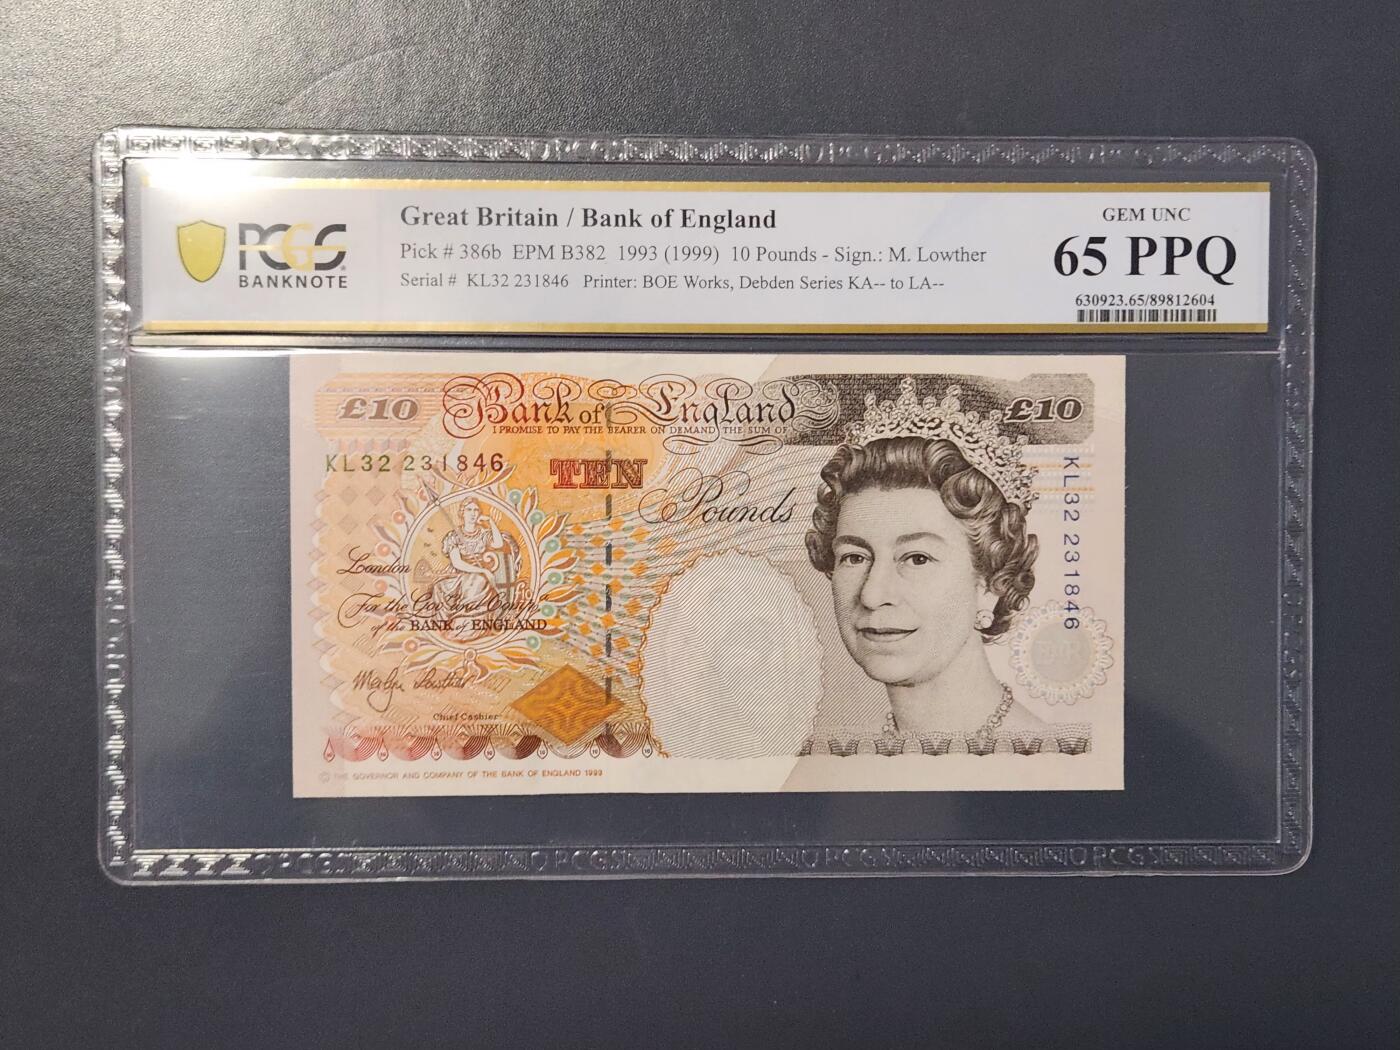 PCGS
BANKNOTE
Great Britain / Bank of England
Pick # 386b EPM B382 1993 (1999) 10 Pounds - Sign.: M. Lowther
Serial # KL32 231846 Printer: BOE Works, Debden Series KA-- to LA--
GEM UNC
65 PPQ
630923.65/89812604
£10
Bank of England
£10
I PROMISE TO PAY THE BEARER ON DEMAND THE SUM OF
KL32 231846
TEN
Pounds
KL32 231846
London
For the Gov.r and Comp.a
of the BANK of ENGLAND
Chief Cashier
© THE GOVERNOR AND COMPANY OF THE BANK OF ENGLAND 1993